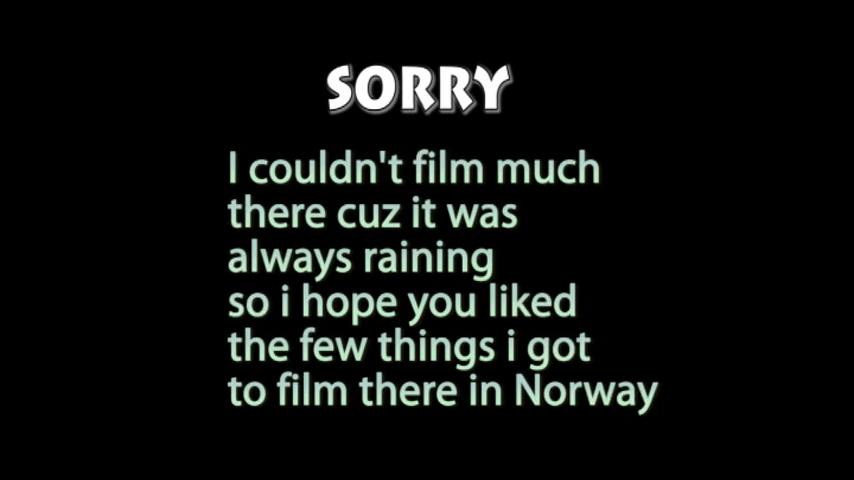 SORRY
I couldn't film much
there cuz it was
always raining
so i hope you liked
the few things i got
to film there in Norway